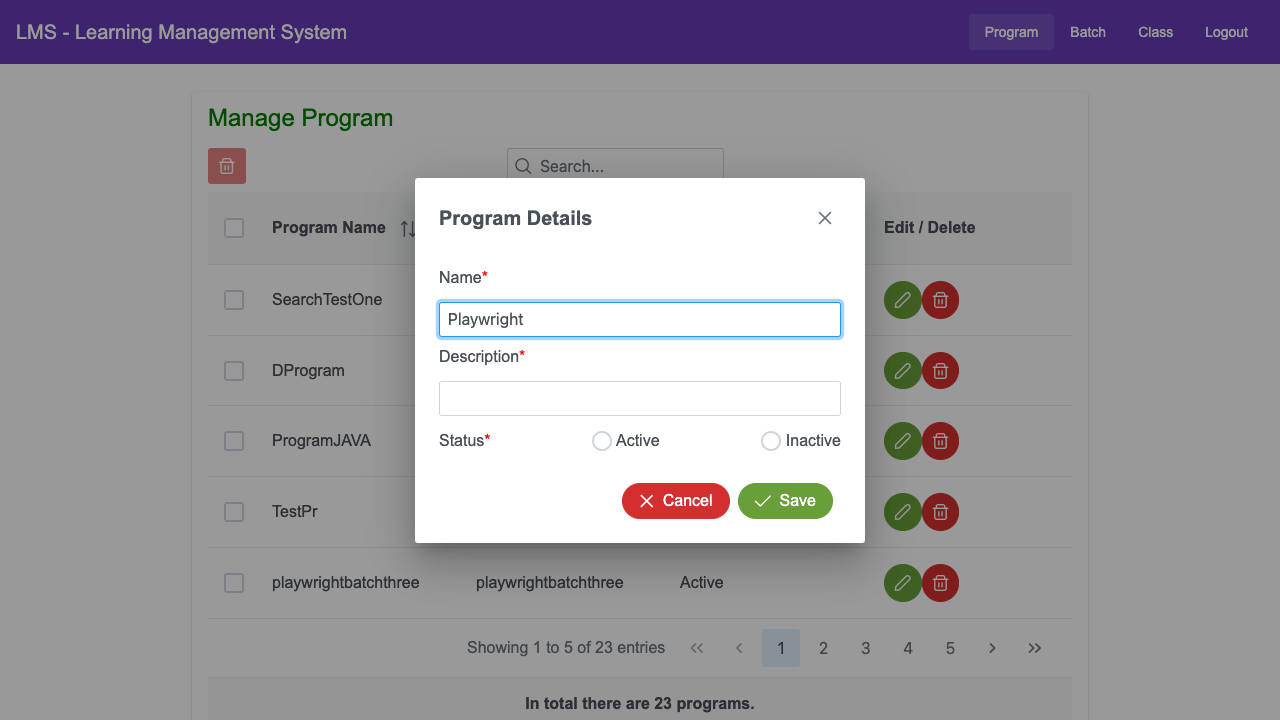 LMS - Learning Management System
Program
Batch
Class
Logout
Manage Program
Search...
Program Name
Edit / Delete
SearchTestOne
DProgram
ProgramJAVA
TestPr
playwrightbatchthree playwrightbatchthree Active
Program Details
Name*
Playwright
Description*
Status* Active Inactive
Cancel Save
Showing 1 to 5 of 23 entries 1 2 3 4 5
In total there are 23 programs.